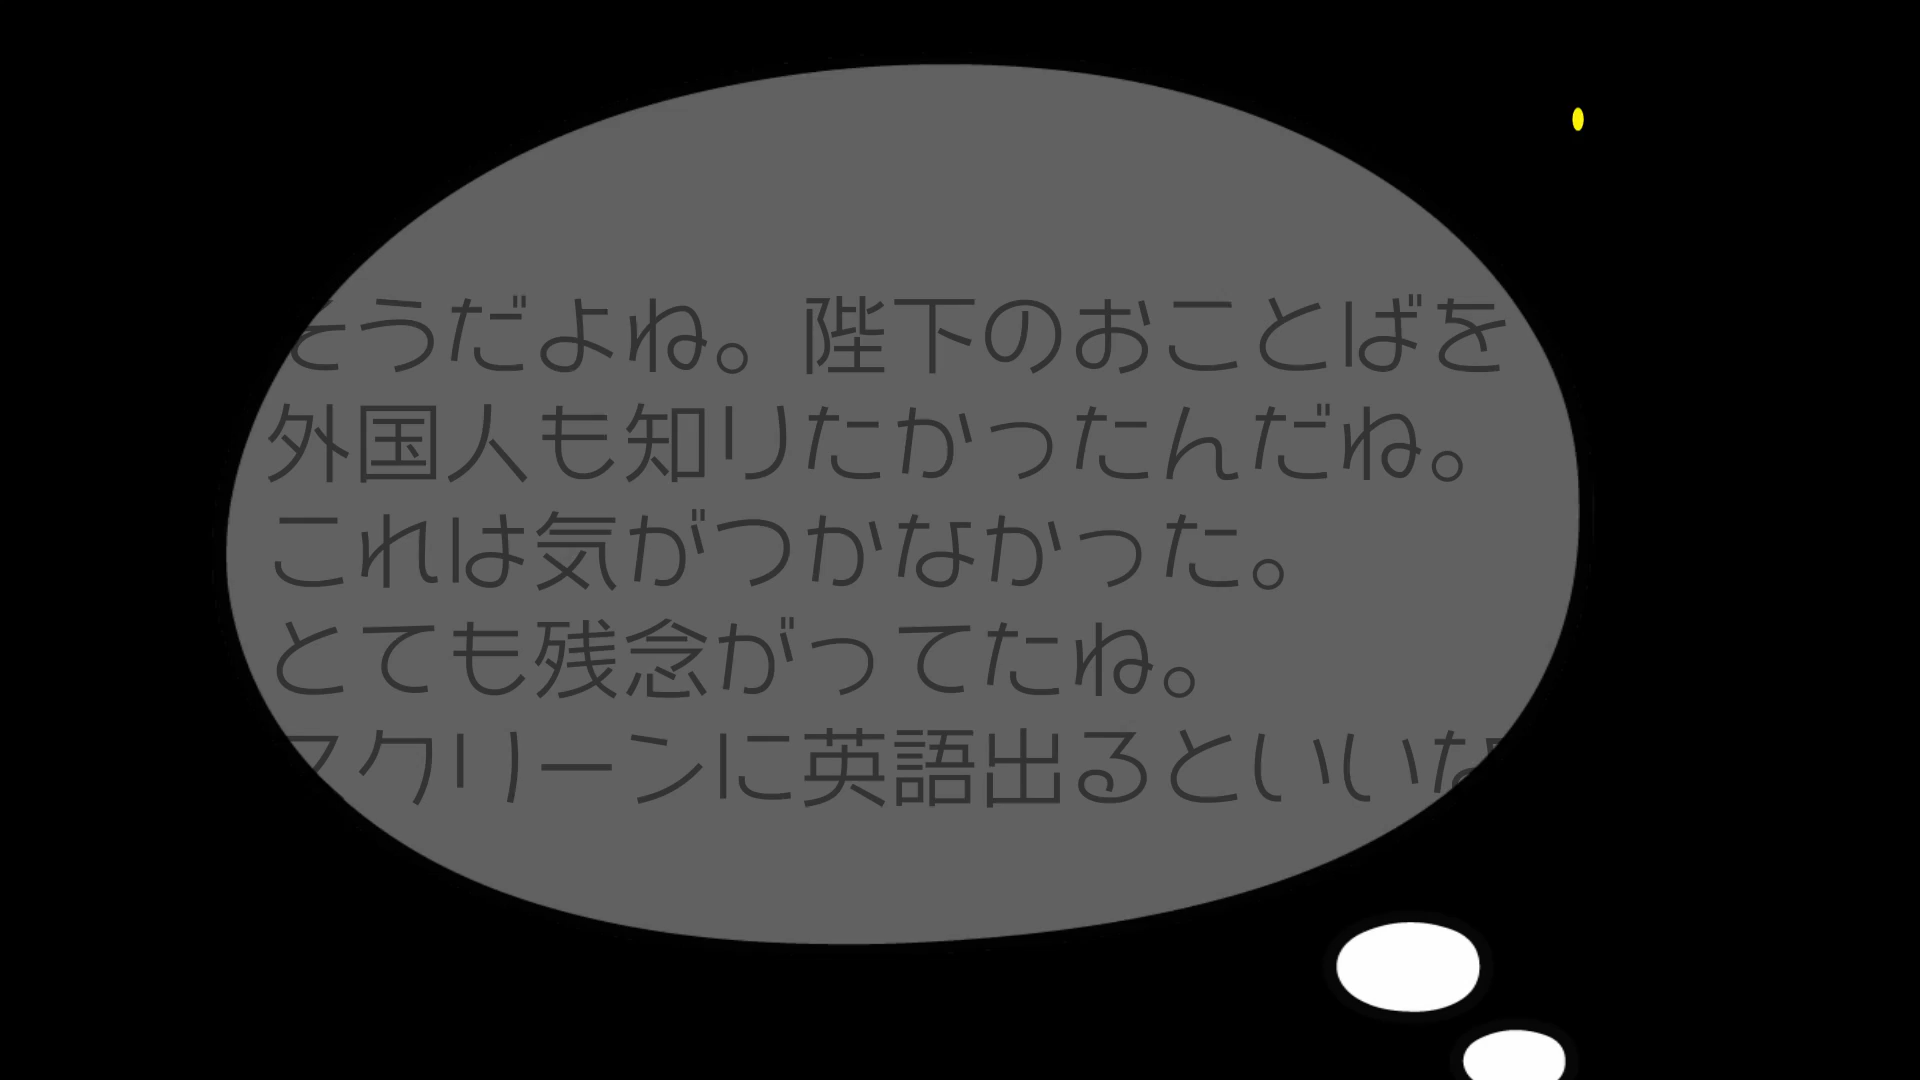 そうだよね。陛下のおことばを
外国人も知りたかったんだね。
これは気がつかなかった。
とても残念がってたね。
スクリーンに英語出るといいな